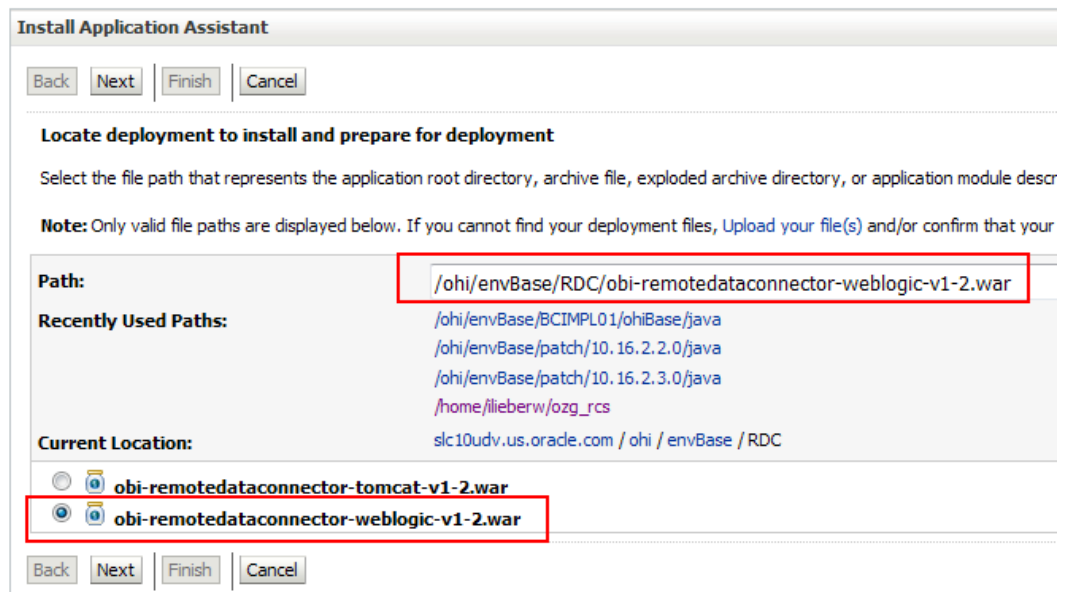 Install Application Assistant
Back Next Finish Cancel
Locate deployment to install and prepare for deployment
Select the file path that represents the application root directory, archive file, exploded archive directory, or application module descr
Note: Only valid file paths are displayed below. If you cannot find your deployment files, Upload your file(s) and/or confirm that your
Path: /ohi/envBase/RDC/obi-remotedataconnector-weblogic-v1-2.war
Recently Used Paths: /ohi/envBase/BCIMPL01/ohiBase/java
/ohi/envBase/patch/10.16.2.2.0/java
/ohi/envBase/patch/10.16.2.3.0/java
/home/ilieberw/ozg_rcs
Current Location: slc10udv.us.oracle.com / ohi / envBase / RDC
obi-remotedataconnector-tomcat-v1-2.war
obi-remotedataconnector-weblogic-v1-2.war
Back Next Finish Cancel